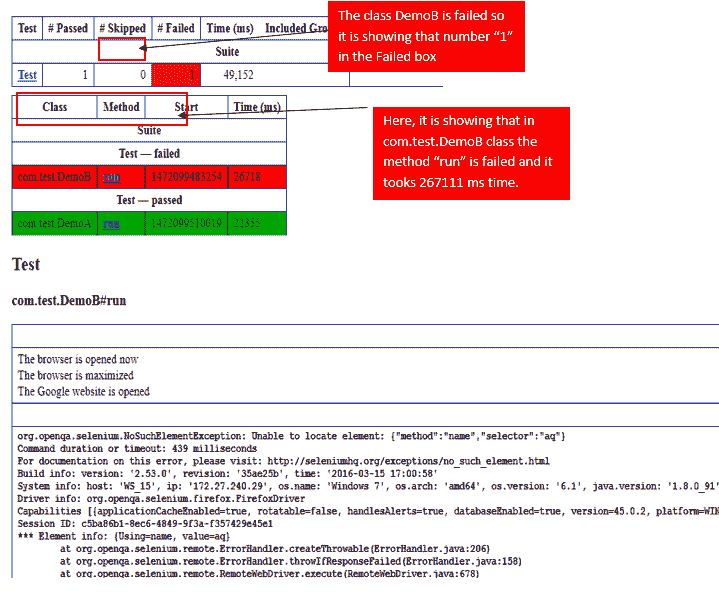 Test # Passed # Skipped # Failed Time (ms) Included Gro
Suite
Test 1 0 1 49,152
The class DemoB is failed so
it is showing that number “1”
in the Failed box
Class Method Start Time (ms)
Suite
Test — failed
com.test.DemoB run 1472099483254 26718
Test — passed
com.test.DemoA run 1472099510019 22355
Here, it is showing that in
com.test.DemoB class the
method “run” is failed and it
tooks 267111 ms time.
Test
com.test.DemoB#run
The browser is opened now
The browser is maximized
The Google website is opened
org.openqa.selenium.NoSuchElementException: Unable to locate element: {"method":"name","selector":"aq"}
Command duration or timeout: 439 milliseconds
For documentation on this error, please visit: http://seleniumhq.org/exceptions/no_such_element.html
Build info: version: '2.53.0', revision: '35ae25b', time: '2016-03-15 17:00:58'
System info: host: 'WS_15', ip: '172.27.240.29', os.name: 'Windows 7', os.arch: 'amd64', os.version: '6.1', java.version: '1.8.0_91'
Driver info: org.openqa.selenium.firefox.FirefoxDriver
Capabilities [{applicationCacheEnabled=true, rotatable=false, handlesAlerts=true, databaseEnabled=true, version=45.0.2, platform=WIN
Session ID: c5ba86b1-8ec6-4849-9f3a-f357429e45e1
*** Element info: {Using=name, value=aq}
at org.openqa.selenium.remote.ErrorHandler.createThrowable(ErrorHandler.java:206)
at org.openqa.selenium.remote.ErrorHandler.throwIfResponseFailed(ErrorHandler.java:158)
at org.openqa.selenium.remote.RemoteWebDriver.execute(RemoteWebDriver.java:678)